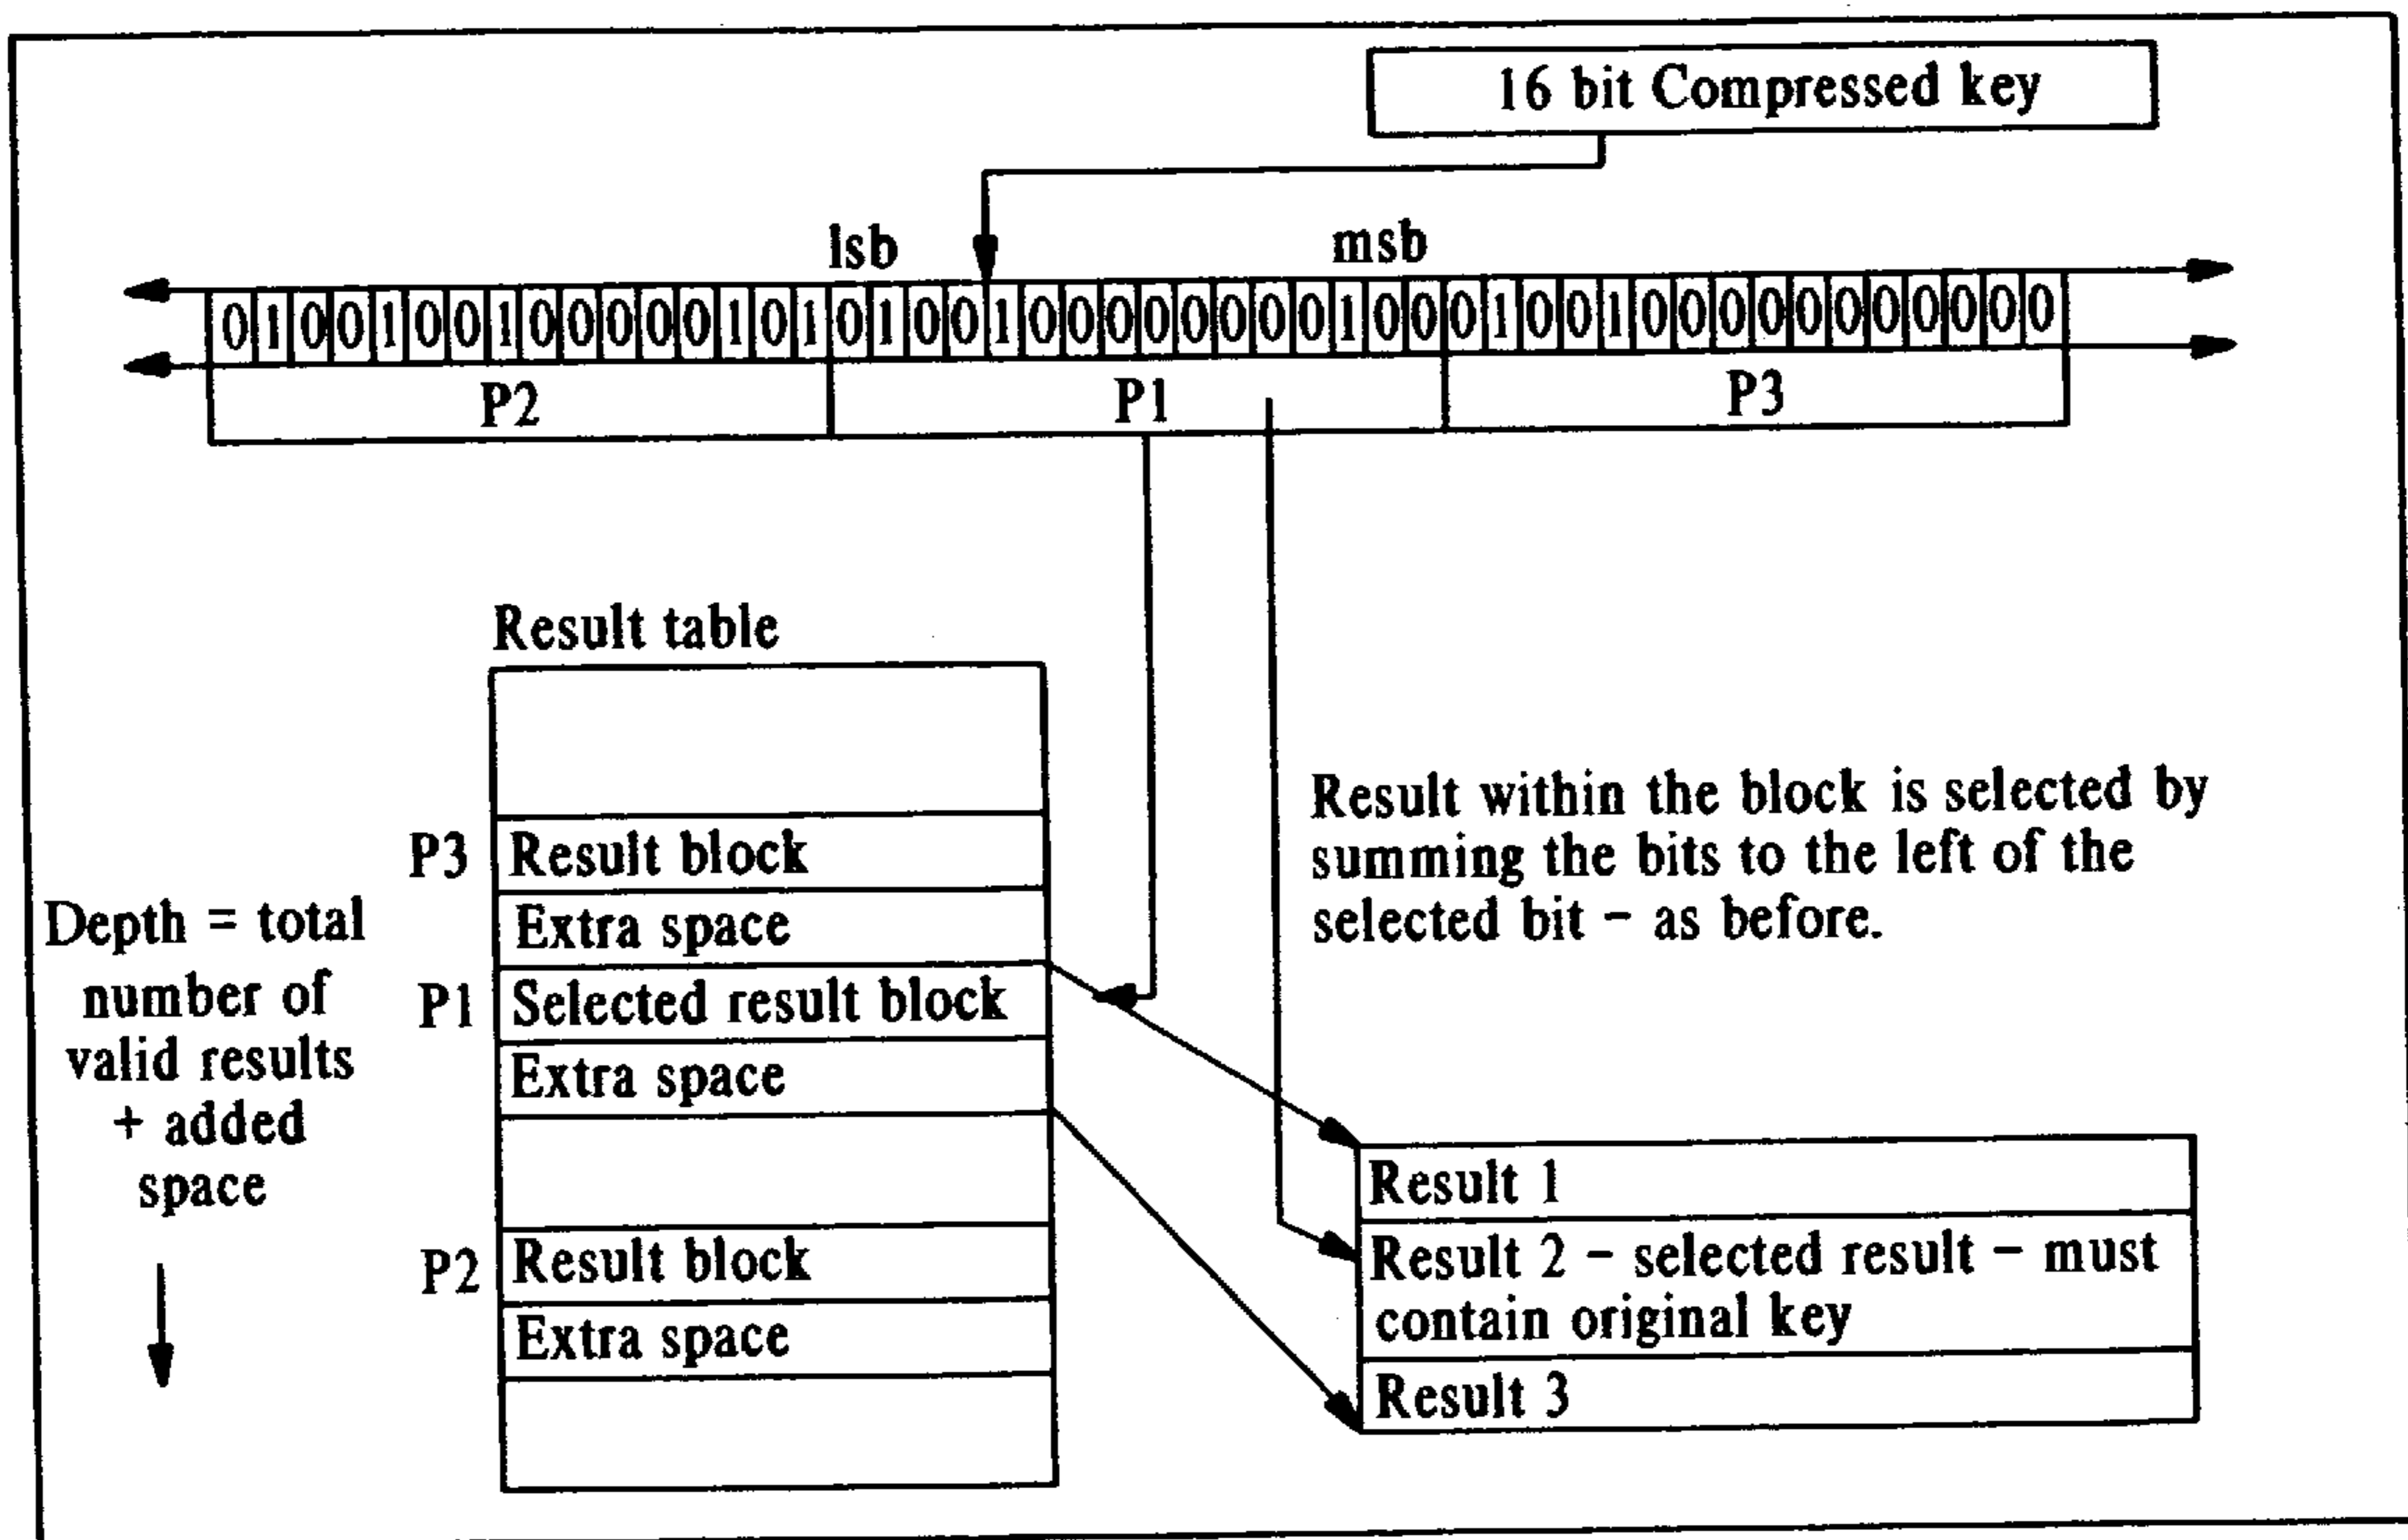 16 bit Compressed key
lsb msb
0 1 0 0 1 0 0 1 0 0 0 0 0 1 0 1 0 1 0 0 1 0 0 0 0 0 0 0 0 1 0 0 0 1 0 0 1 0 0 0 0 0 0 0 0 0 0 0
P2 P1 P3
Result table
P3 Result block
Extra space
P1 Selected result block
Extra space
P2 Result block
Extra space
Depth = total
number of
valid results
+ added
space
Result within the block is selected by
summing the bits to the left of the
selected bit – as before.
Result 1
Result 2 – selected result – must
contain original key
Result 3